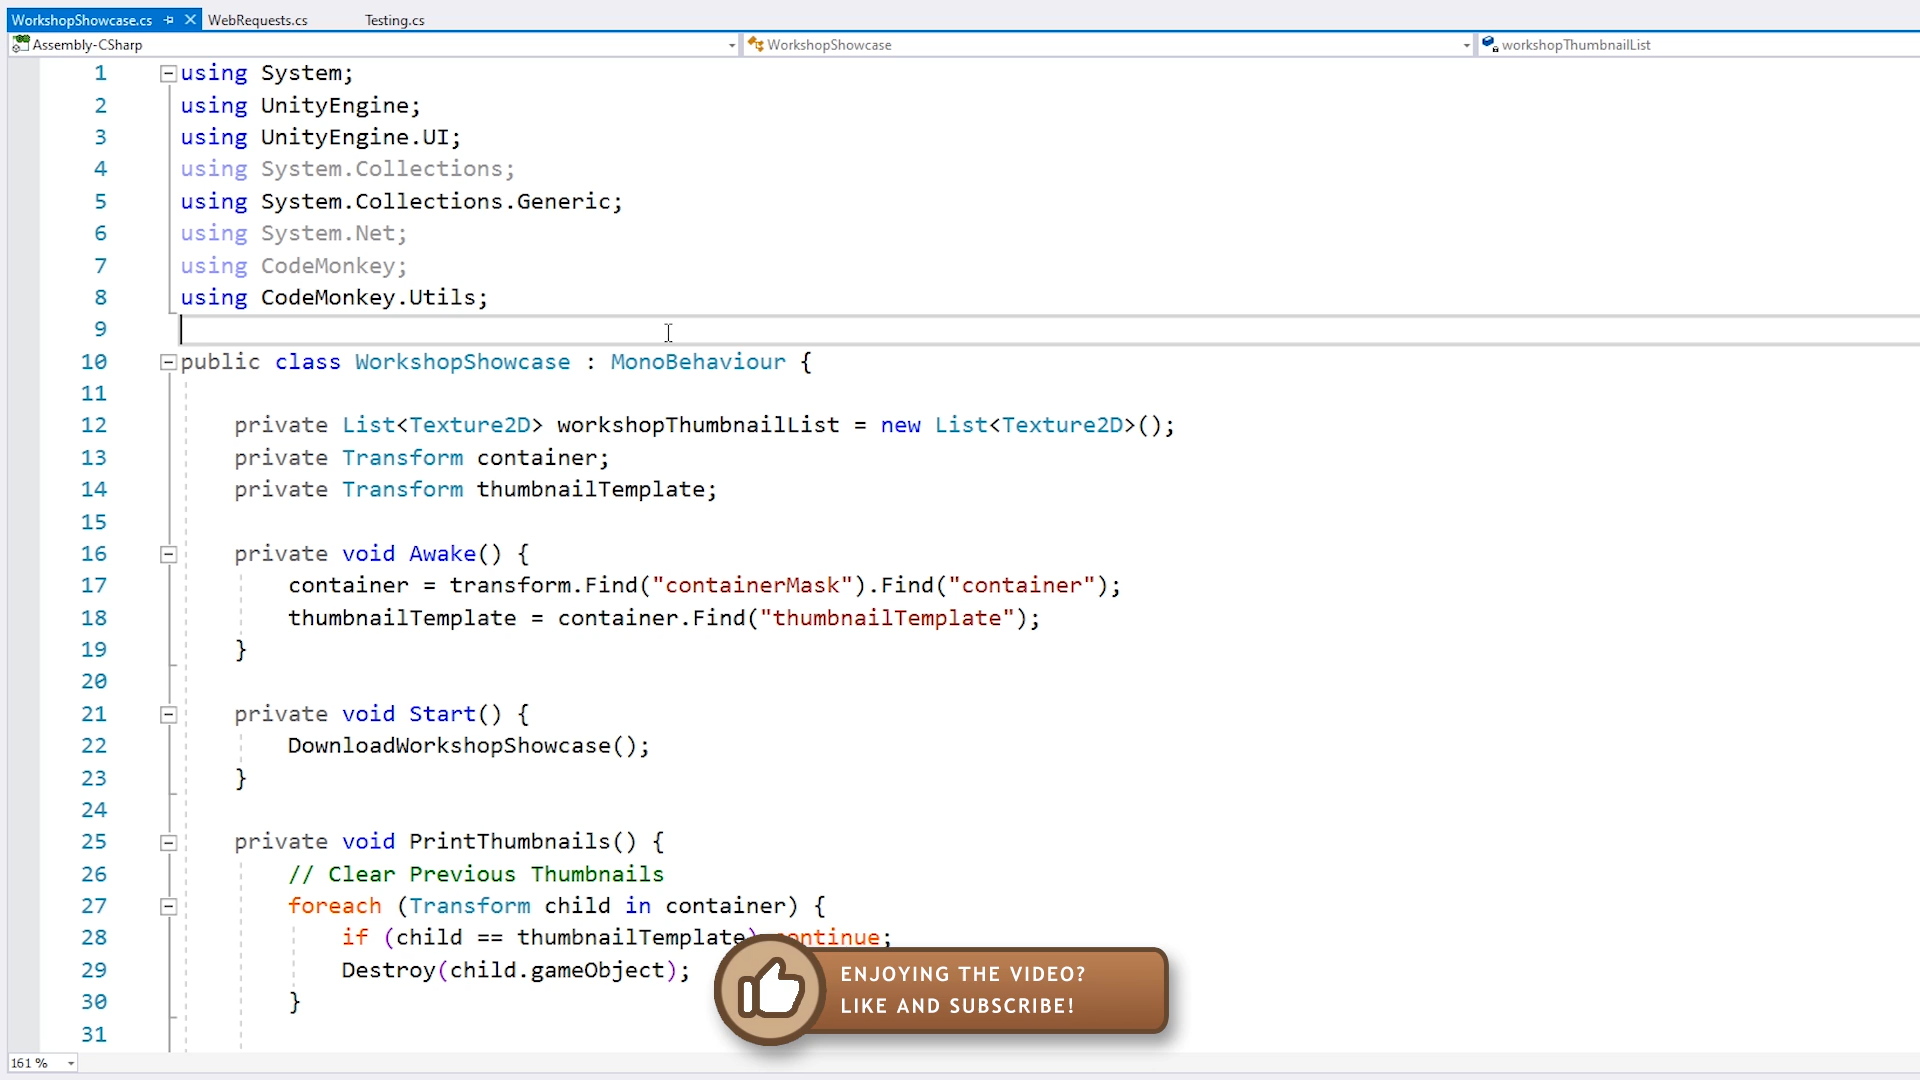 WorkshopShowcase.cs WebRequests.cs Testing.cs
Assembly-CSharp WorkshopShowcase workshopThumbnailList
1 using System;
2 using UnityEngine;
3 using UnityEngine.UI;
4 using System.Collections;
5 using System.Collections.Generic;
6 using System.Net;
7 using CodeMonkey;
8 using CodeMonkey.Utils;
9
10 public class WorkshopShowcase : MonoBehaviour {
11
12 private List<Texture2D> workshopThumbnailList = new List<Texture2D>();
13 private Transform container;
14 private Transform thumbnailTemplate;
15
16 private void Awake() {
17 container = transform.Find("containerMask").Find("container");
18 thumbnailTemplate = container.Find("thumbnailTemplate");
19 }
20
21 private void Start() {
22 DownloadWorkshopShowcase();
23 }
24
25 private void PrintThumbnails() {
26 // Clear Previous Thumbnails
27 foreach (Transform child in container) {
28 if (child == thumbnailTemplate) continue;
29 Destroy(child.gameObject);
30 }
31
ENJOYING THE VIDEO?
LIKE AND SUBSCRIBE!
161 %